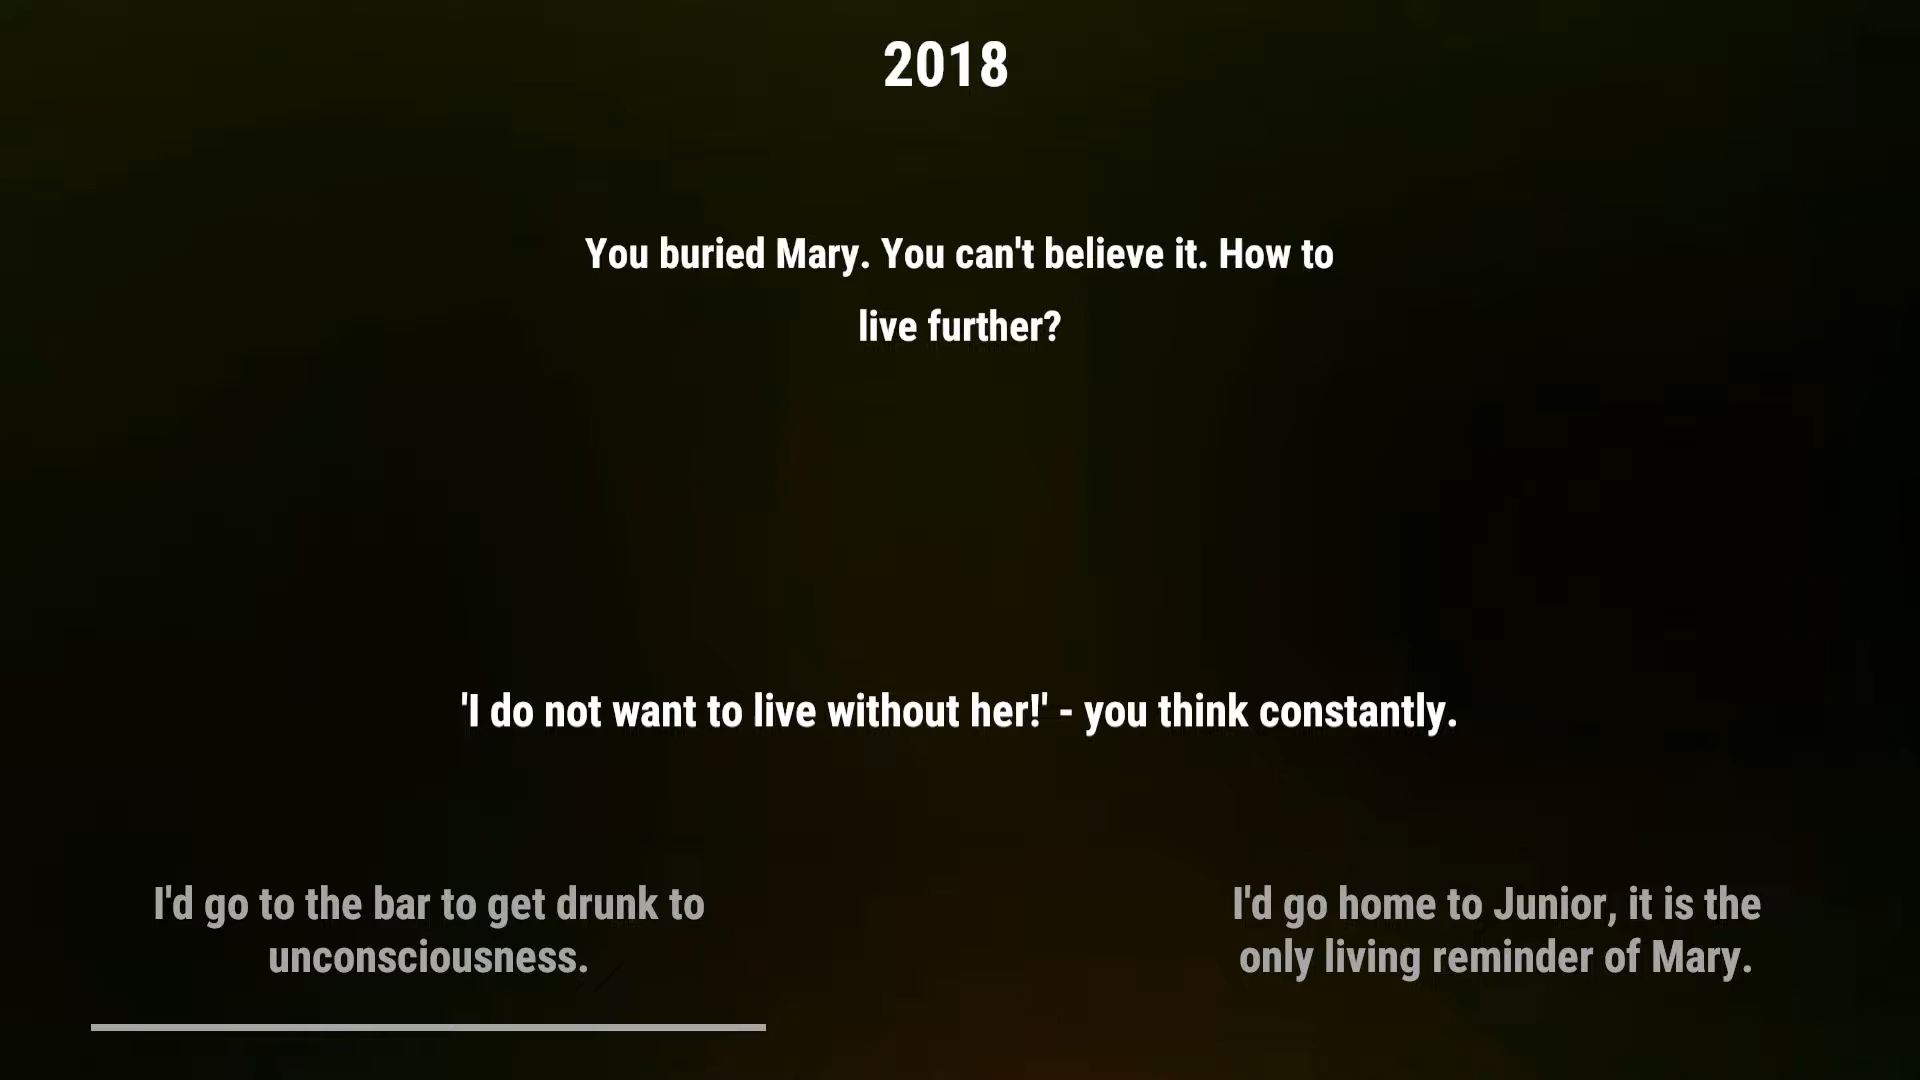 2018
You buried Mary. You can't believe it. How to
live further?
'I do not want to live without her!' - you think constantly.
I'd go to the bar to get drunk to
unconsciousness.
I'd go home to Junior, it is the
only living reminder of Mary.